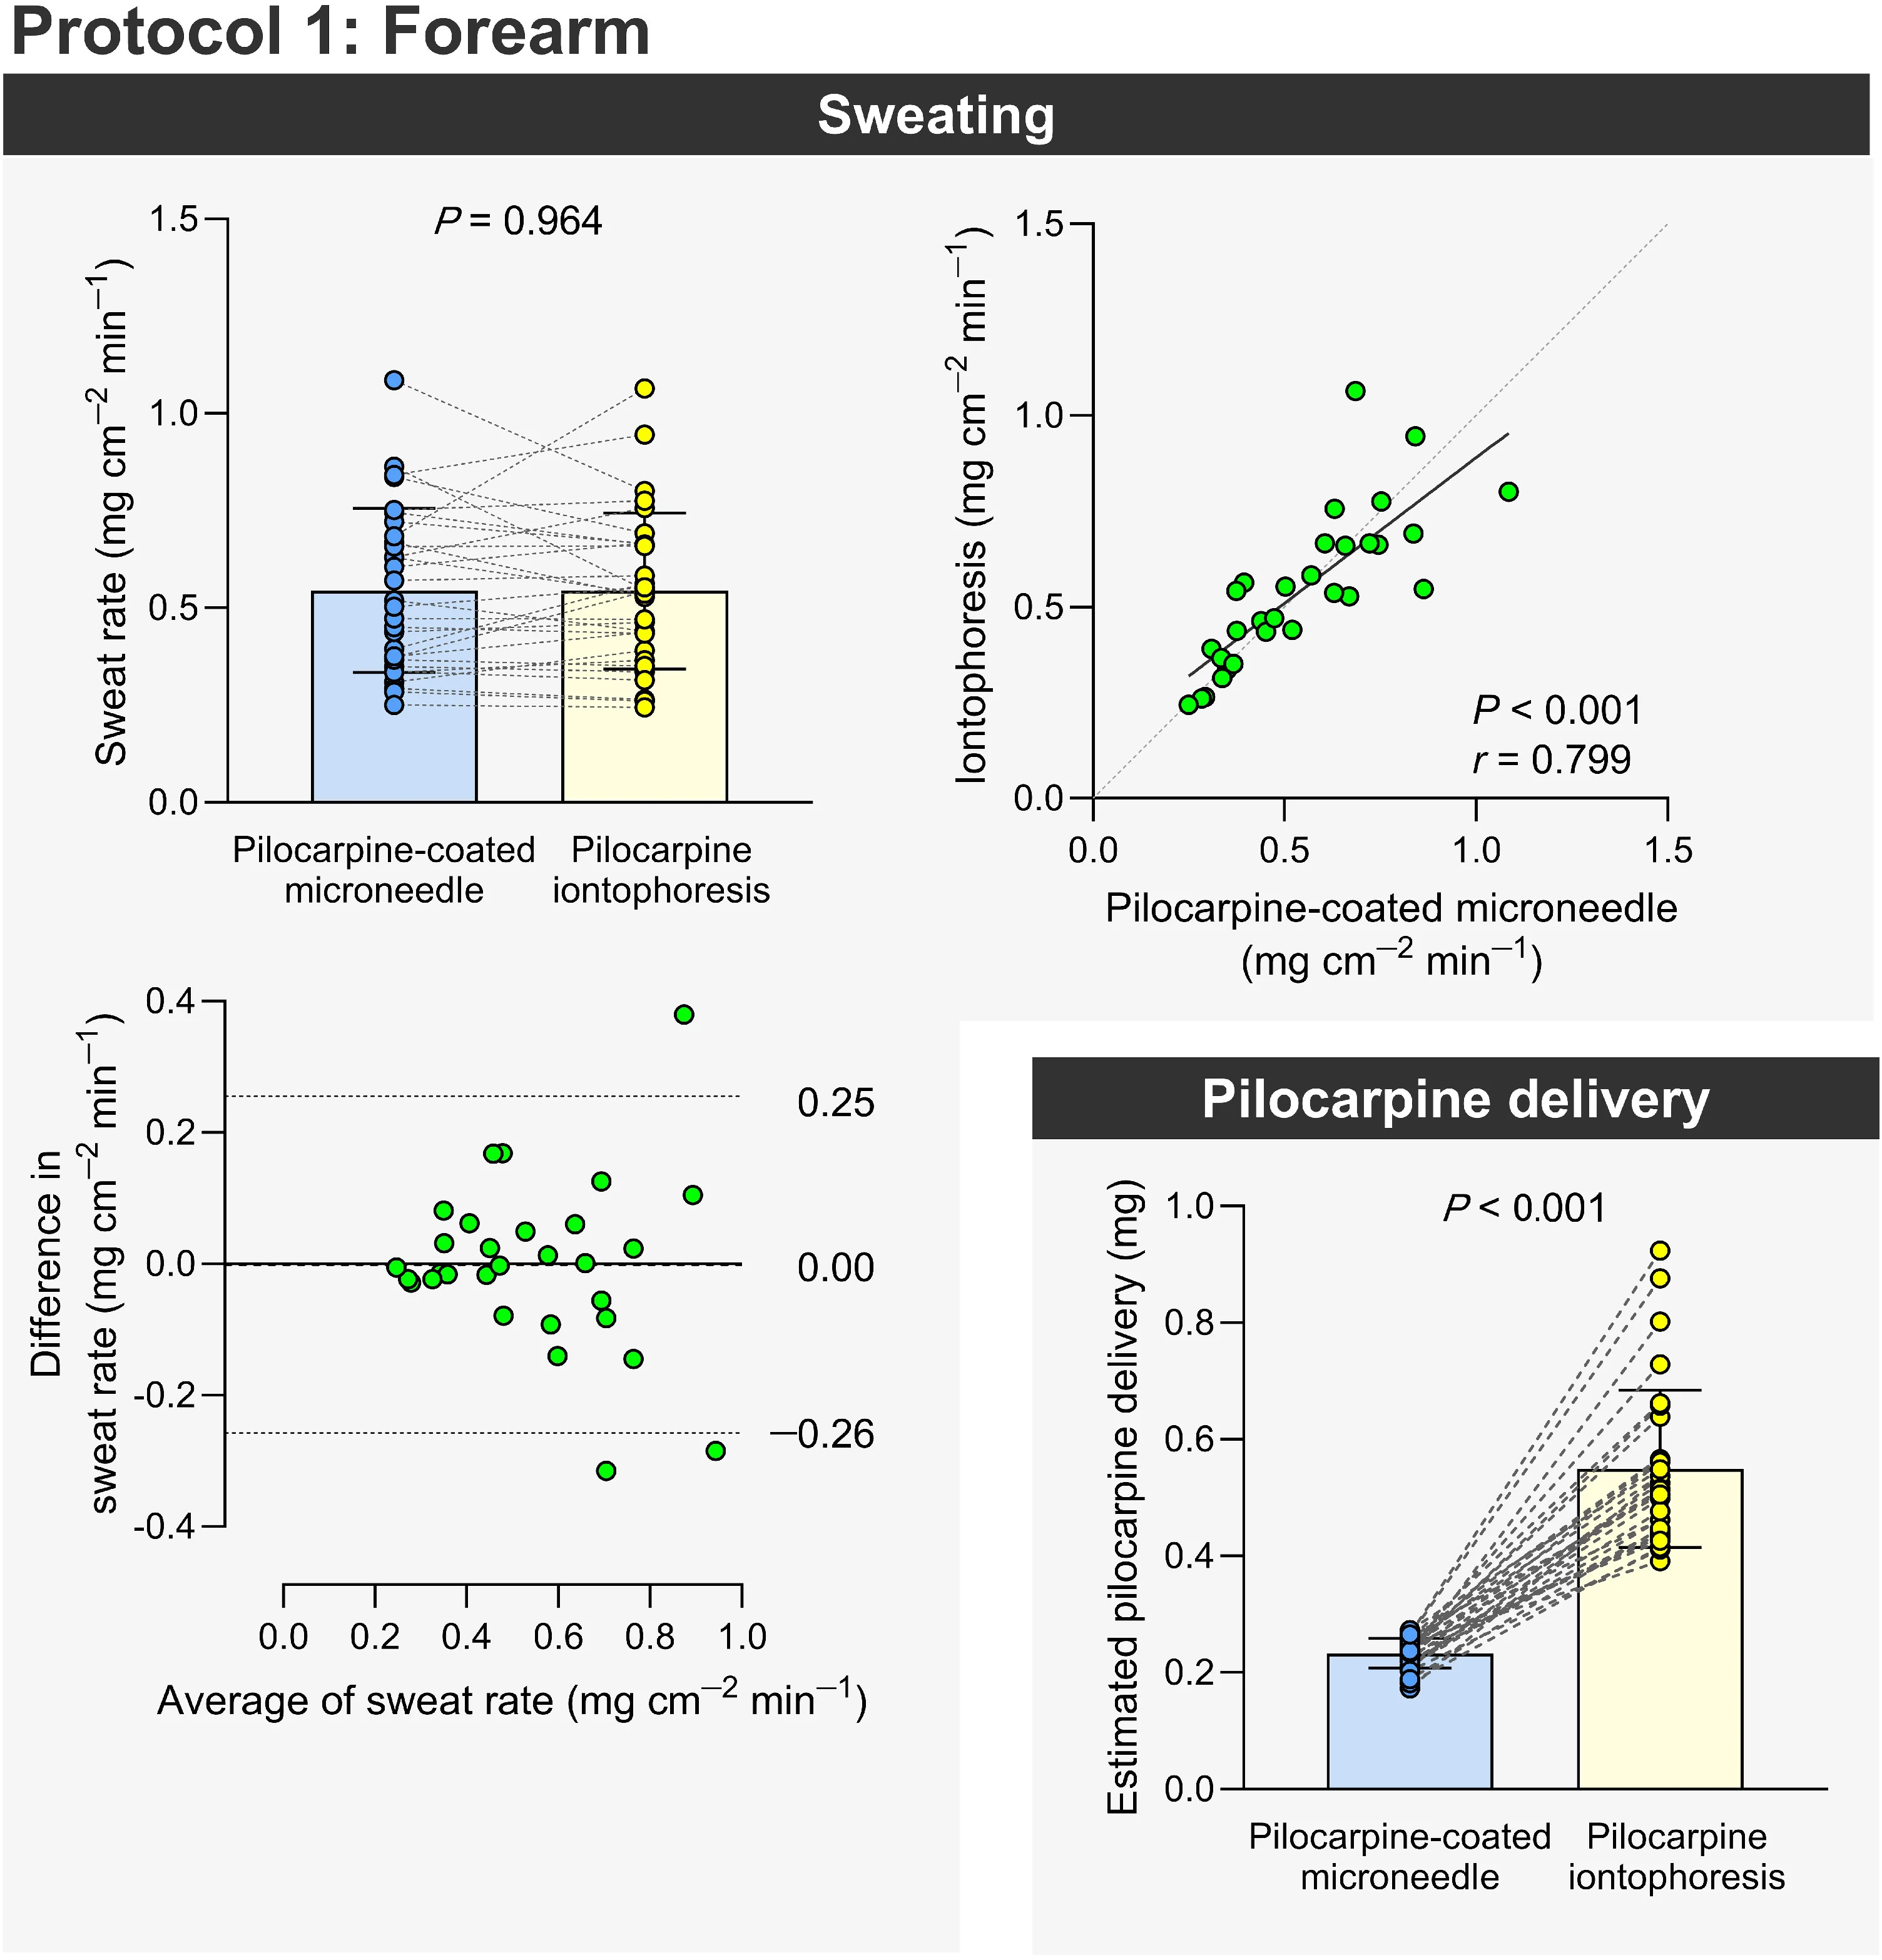 Protocol 1: Forearm
Sweating
P = 0.964
Sweat rate (mg cm−2 min−1)
1.5
1.0
0.5
0.0
Pilocarpine-coated microneedle
Pilocarpine iontophoresis
Iontophoresis (mg cm−2 min−1)
1.5
1.0
0.5
0.0
P < 0.001
r = 0.799
0.0 0.5 1.0 1.5
Pilocarpine-coated microneedle
(mg cm−2 min−1)
Difference in
sweat rate (mg cm−2 min−1)
0.4
0.2
0.0
-0.2
-0.4
0.25
0.00
−0.26
0.0 0.2 0.4 0.6 0.8 1.0
Average of sweat rate (mg cm−2 min−1)
Pilocarpine delivery
P < 0.001
Estimated pilocarpine delivery (mg)
1.0
0.8
0.6
0.4
0.2
0.0
Pilocarpine-coated microneedle
Pilocarpine iontophoresis